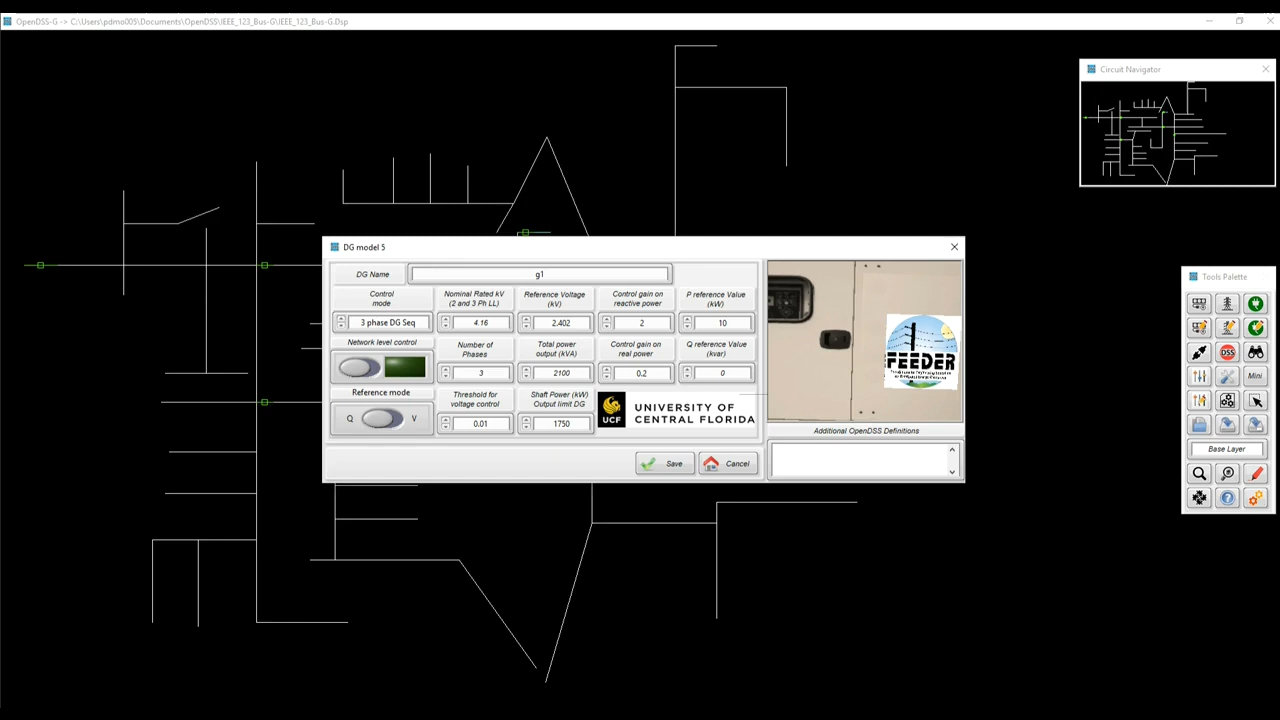 OpenDSS-G -> C:\Users\pdmo005\Documents\OpenDSS\IEEE_123_Bus-G\IEEE_123_Bus-G.Dsp
Circuit Navigator
DG model 5
DG Name
g1
Control mode
Nominal Rated kV (2 and 3 Ph LL)
Reference Voltage (kV)
Control gain on reactive power
P reference Value (kW)
3 phase DG Seq
4.16
2.402
2
10
Network level control
Number of Phases
Total power output (kVA)
Control gain on real power
Q reference Value (kvar)
3
2100
0.2
0
Reference mode
Threshold for voltage control
Shaft Power (kW) Output limit DG
Q
V
0.01
1750
UCF
UNIVERSITY OF
CENTRAL FLORIDA
Save
Cancel
FEEDER
Additional OpenDSS Definitions
Tools Palette
DSS
Mini
Base Layer